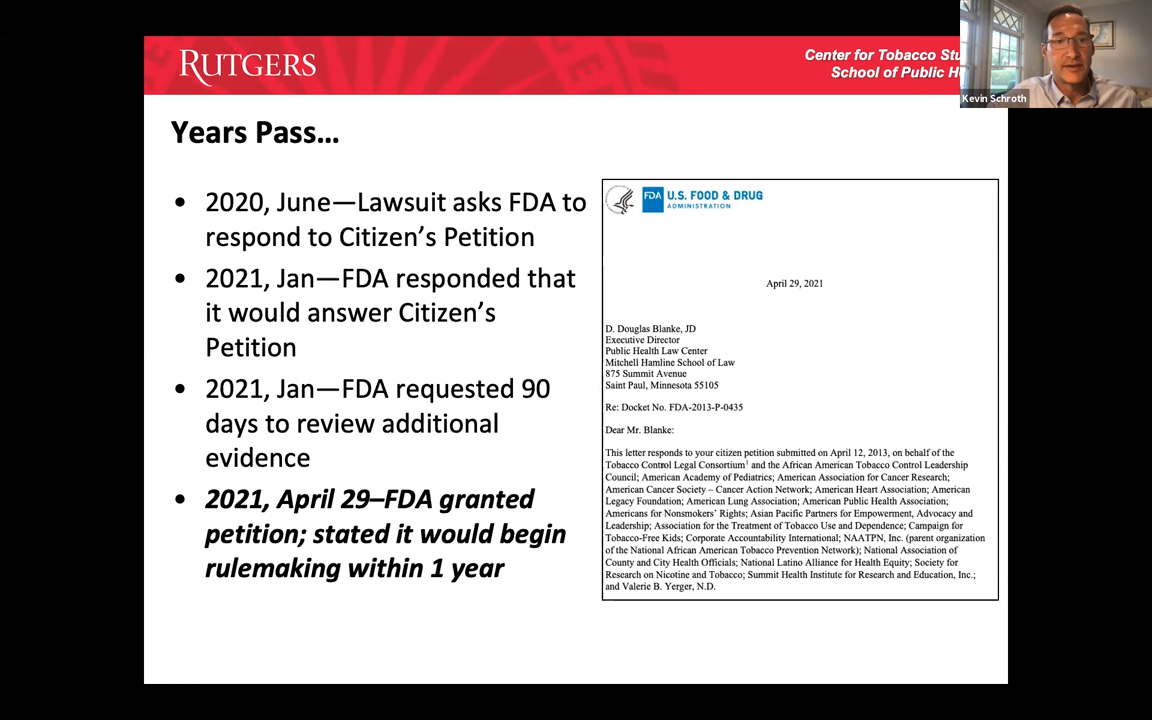 RUTGERS
Center for Tobacco
School of Public
Kevin Schroth
Years Pass…
• 2020, June—Lawsuit asks FDA to
respond to Citizen’s Petition
• 2021, Jan—FDA responded that
it would answer Citizen’s
Petition
• 2021, Jan—FDA requested 90
days to review additional
evidence
• 2021, April 29–FDA granted
petition; stated it would begin
rulemaking within 1 year
FDA U.S. FOOD & DRUG
ADMINISTRATION
April 29, 2021
D. Douglas Blanke, JD
Executive Director
Public Health Law Center
Mitchell Hamline School of Law
875 Summit Avenue
Saint Paul, Minnesota 55105
Re: Docket No. FDA-2013-P-0435
Dear Mr. Blanke:
This letter responds to your citizen petition submitted on April 12, 2013, on behalf of the
Tobacco Control Legal Consortium¹ and the African American Tobacco Control Leadership
Council; American Academy of Pediatrics; American Association for Cancer Research;
American Cancer Society – Cancer Action Network; American Heart Association; American
Legacy Foundation; American Lung Association; American Public Health Association;
Americans for Nonsmokers’ Rights; Asian Pacific Partners for Empowerment, Advocacy and
Leadership; Association for the Treatment of Tobacco Use and Dependence; Campaign for
Tobacco-Free Kids; Corporate Accountability International; NAATPN, Inc. (parent organization
of the National African American Tobacco Prevention Network); National Association of
County and City Health Officials; National Latino Alliance for Health Equity; Society for
Research on Nicotine and Tobacco; Summit Health Institute for Research and Education, Inc.;
and Valerie B. Yerger, N.D.